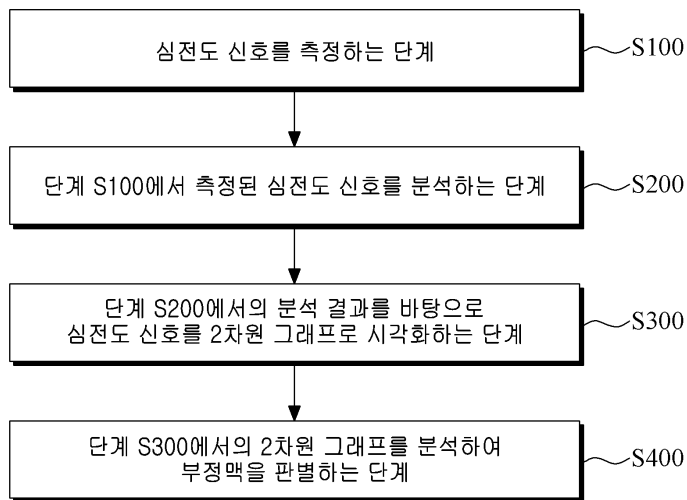 심전도 신호를 측정하는 단계
S100
단계 S100에서 측정된 심전도 신호를 분석하는 단계
S200
단계 S200에서의 분석 결과를 바탕으로
심전도 신호를 2차원 그래프로 시각화하는 단계
S300
단계 S300에서의 2차원 그래프를 분석하여
부정맥을 판별하는 단계
S400